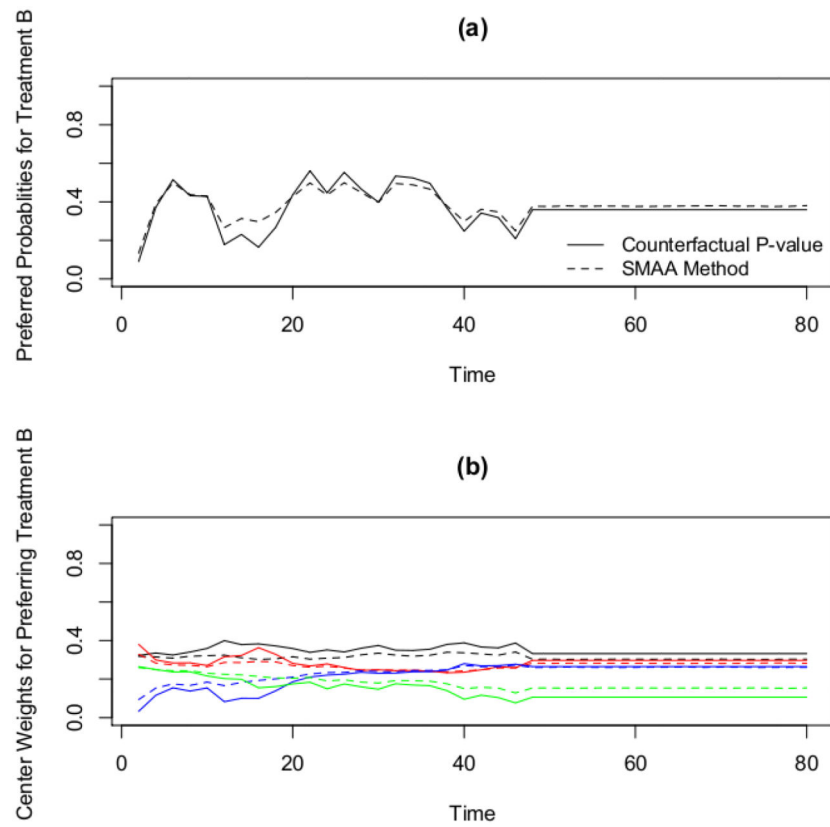 (a)
Preferred Probablities for Treatment B
0.8
0.4
0.0
Counterfactual P-value
SMAA Method
0 20 40 60 80
Time
(b)
Center Weights for Preferring Treatment B
0.8
0.4
0.0
0 20 40 60 80
Time